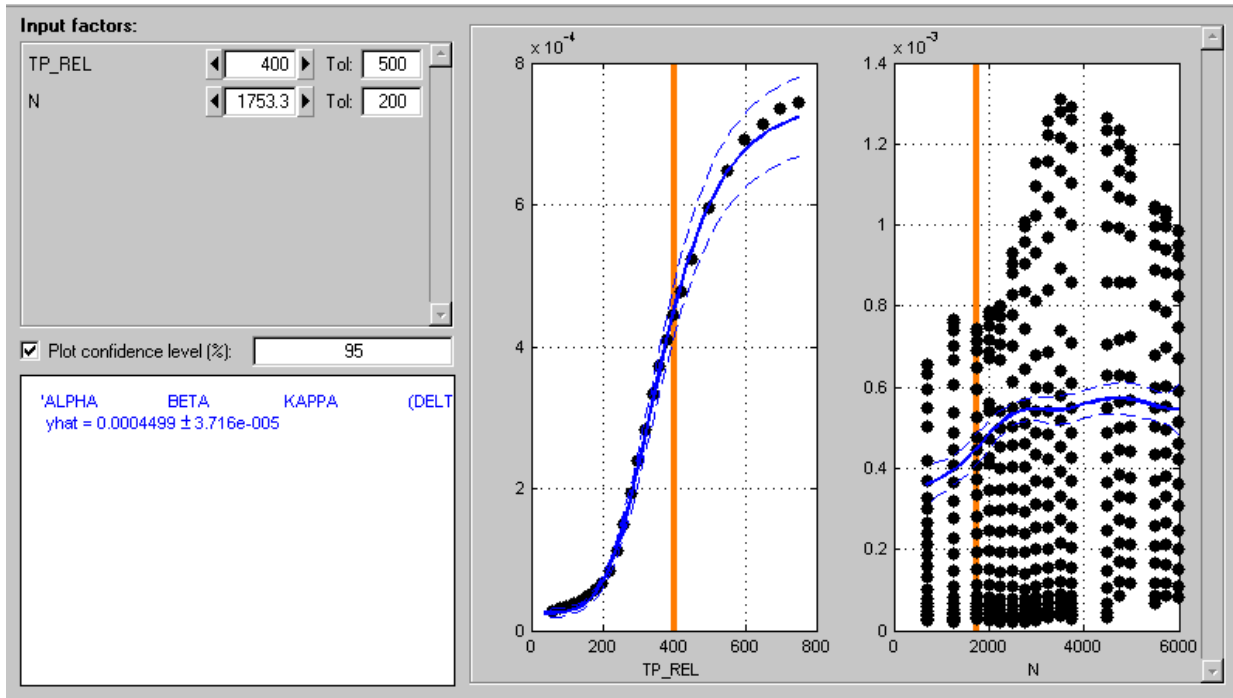 Input factors:
TP_REL 400 Tol: 500
N 1753.3 Tol: 200
Plot confidence level (%): 95
'ALPHA BETA KAPPA (DELT
yhat = 0.0004499 ± 3.716e-005
x 10^-4
8
6
4
2
0
0 200 400 600 800
TP_REL
x 10^-3
1.4
1.2
1
0.8
0.6
0.4
0.2
0
0 2000 4000 6000
N